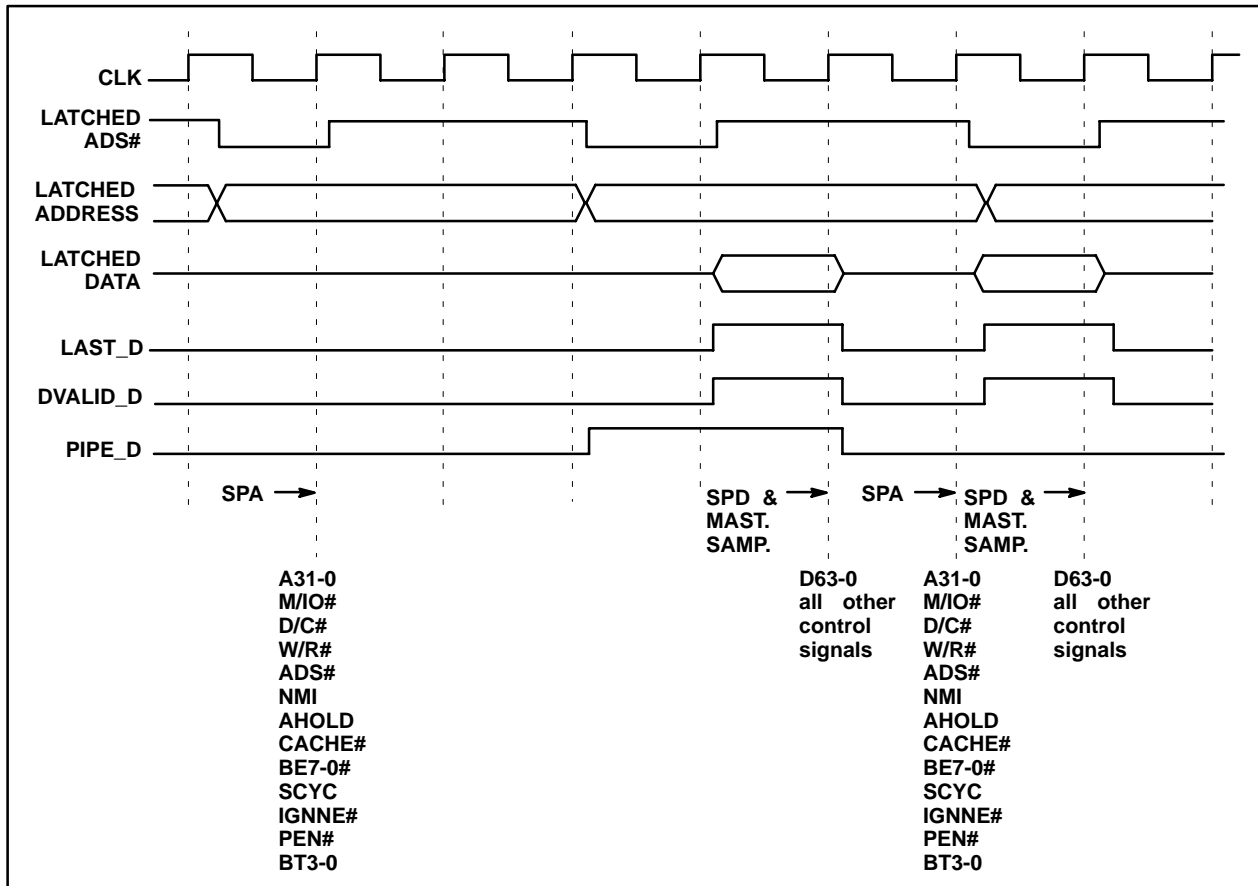 CLK
LATCHED
ADS#
LATCHED
ADDRESS
LATCHED
DATA
LAST_D
DVALID_D
PIPE_D
SPA
SPD &
MAST.
SAMP.
SPA
SPD &
MAST.
SAMP.
A31-0
M/IO#
D/C#
W/R#
ADS#
NMI
AHOLD
CACHE#
BE7-0#
SCYC
IGNNE#
PEN#
BT3-0
D63-0
all other
control
signals
A31-0
M/IO#
D/C#
W/R#
ADS#
NMI
AHOLD
CACHE#
BE7-0#
SCYC
IGNNE#
PEN#
BT3-0
D63-0
all other
control
signals